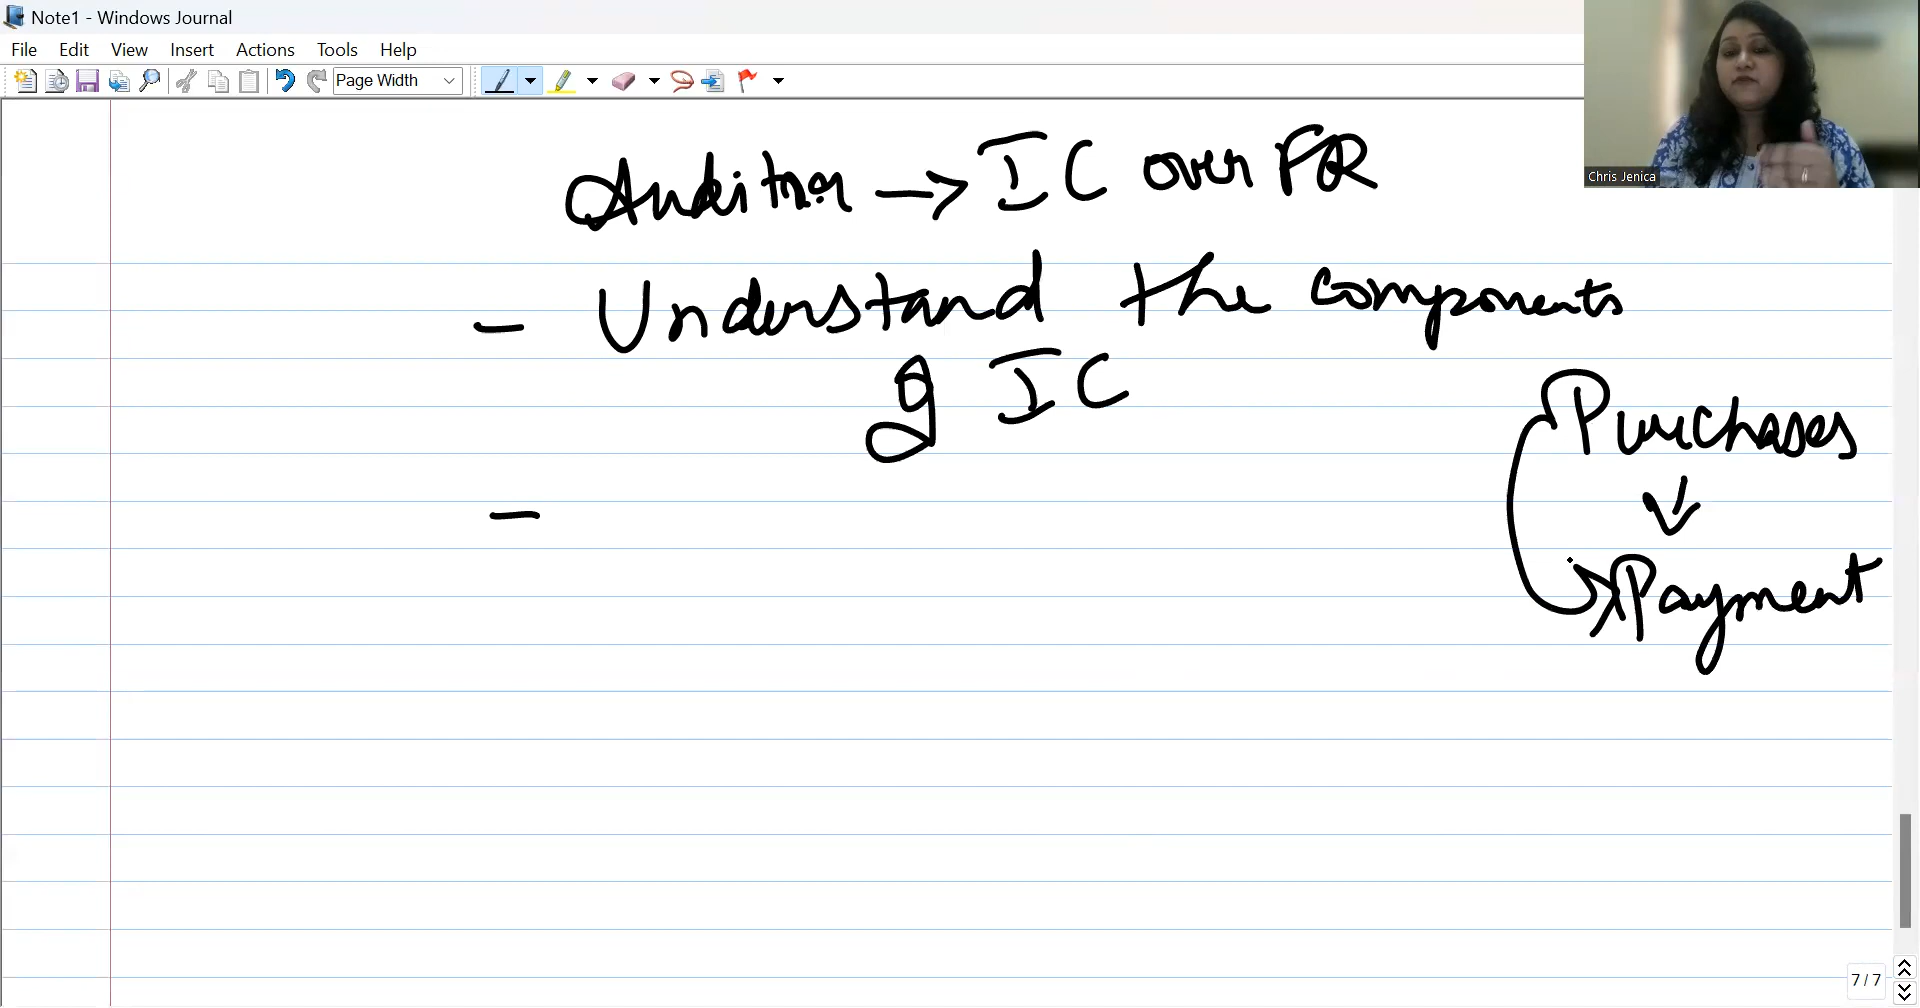 Note1 - Windows Journal
File Edit View Insert Actions Tools Help
Page Width
Chris Jenica
Auditor → IC over FR
- Understand the components
of IC
Purchases
↓
Payment
-
7 / 7